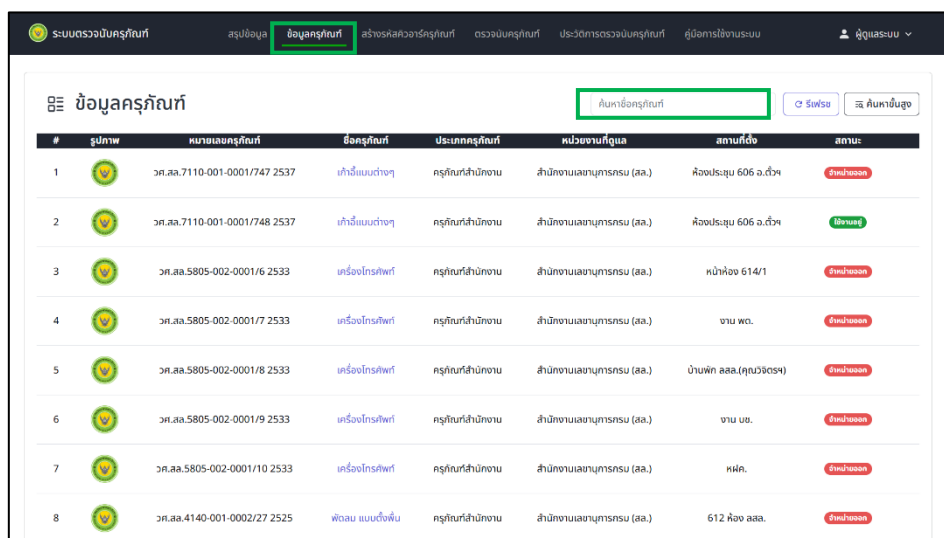 ระบบตรวจนับครุภัณฑ์ สรุปข้อมูล ข้อมูลครุภัณฑ์ สร้างรหัสคิวอาร์ครุภัณฑ์ ตรวจนับครุภัณฑ์ ประวัติการตรวจนับครุภัณฑ์ คู่มือการใช้งานระบบ ผู้ดูแลระบบ
ข้อมูลครุภัณฑ์ ค้นหาชื่อครุภัณฑ์ รีเฟรช ค้นหาขั้นสูง
# รูปภาพ หมายเลขครุภัณฑ์ ชื่อครุภัณฑ์ ประเภทครุภัณฑ์ หน่วยงานที่ดูแล สถานที่ตั้ง สถานะ
1 วศ.สล.7110-001-0001/747 2537 เก้าอี้แบบต่างๆ ครุภัณฑ์สำนักงาน สำนักงานเลขานุการกรม (สล.) ห้องประชุม 606 อ.ตั้วฯ จำหน่ายออก
2 วศ.สล.7110-001-0001/748 2537 เก้าอี้แบบต่างๆ ครุภัณฑ์สำนักงาน สำนักงานเลขานุการกรม (สล.) ห้องประชุม 606 อ.ตั้วฯ ใช้งานอยู่
3 วศ.สล.5805-002-0001/6 2533 เครื่องโทรศัพท์ ครุภัณฑ์สำนักงาน สำนักงานเลขานุการกรม (สล.) หน้าห้อง 614/1 จำหน่ายออก
4 วศ.สล.5805-002-0001/7 2533 เครื่องโทรศัพท์ ครุภัณฑ์สำนักงาน สำนักงานเลขานุการกรม (สล.) งาน พด. จำหน่ายออก
5 วศ.สล.5805-002-0001/8 2533 เครื่องโทรศัพท์ ครุภัณฑ์สำนักงาน สำนักงานเลขานุการกรม (สล.) บ้านพัก ลสล.(คุณวิจิตรฯ) จำหน่ายออก
6 วศ.สล.5805-002-0001/9 2533 เครื่องโทรศัพท์ ครุภัณฑ์สำนักงาน สำนักงานเลขานุการกรม (สล.) งาน บช. จำหน่ายออก
7 วศ.สล.5805-002-0001/10 2533 เครื่องโทรศัพท์ ครุภัณฑ์สำนักงาน สำนักงานเลขานุการกรม (สล.) หฝค. จำหน่ายออก
8 วศ.สล.4140-001-0002/27 2525 พัดลม แบบตั้งพื้น ครุภัณฑ์สำนักงาน สำนักงานเลขานุการกรม (สล.) 612 ห้อง ลสล. จำหน่ายออก